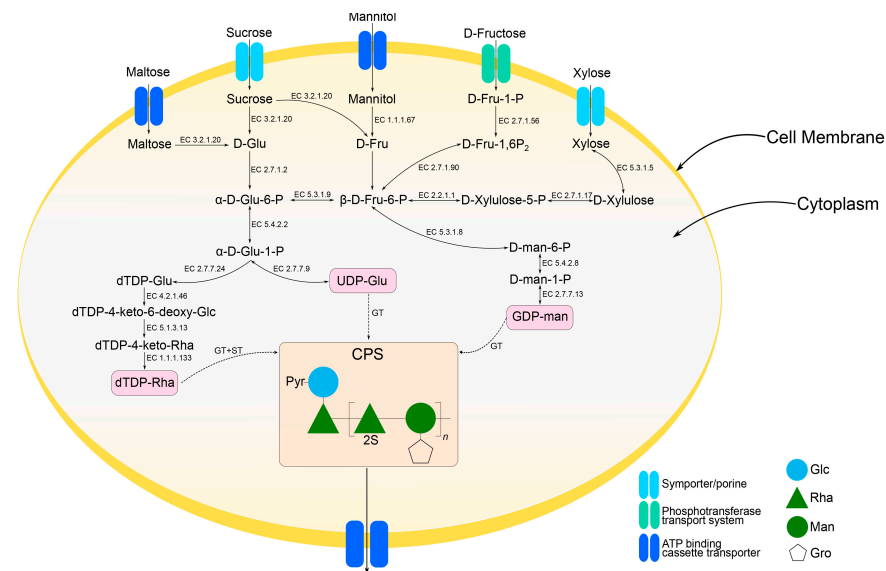 Mannitol
Sucrose
D-Fructose
Maltose
Xylose
Sucrose
EC 3.2.1.20
Mannitol
D-Fru-1-P
EC 3.2.1.20
EC 1.1.1.67
EC 2.7.1.56
Cell Membrane
Maltose
EC 3.2.1.20
D-Glu
D-Fru
D-Fru-1,6P2
Xylose
EC 2.7.1.2
EC 2.7.1.90
EC 5.3.1.5
α-D-Glu-6-P
EC 5.3.1.9
β-D-Fru-6-P
EC 2.2.1.1
D-Xylulose-5-P
EC 2.7.1.17
D-Xylulose
Cytoplasm
EC 5.4.2.2
EC 5.3.1.8
α-D-Glu-1-P
D-man-6-P
EC 5.4.2.8
EC 2.7.7.24
EC 2.7.7.9
dTDP-Glu
UDP-Glu
D-man-1-P
EC 4.2.1.46
EC 2.7.7.13
dTDP-4-keto-6-deoxy-Glc
GT
GDP-man
EC 5.1.3.13
dTDP-4-keto-Rha
GT+ST
GT
EC 1.1.1.133
CPS
dTDP-Rha
Pyr
2S
n
Glc
Symporter/porine
Rha
Phosphotransferase
transport system
Man
ATP binding
cassette transporter
Gro